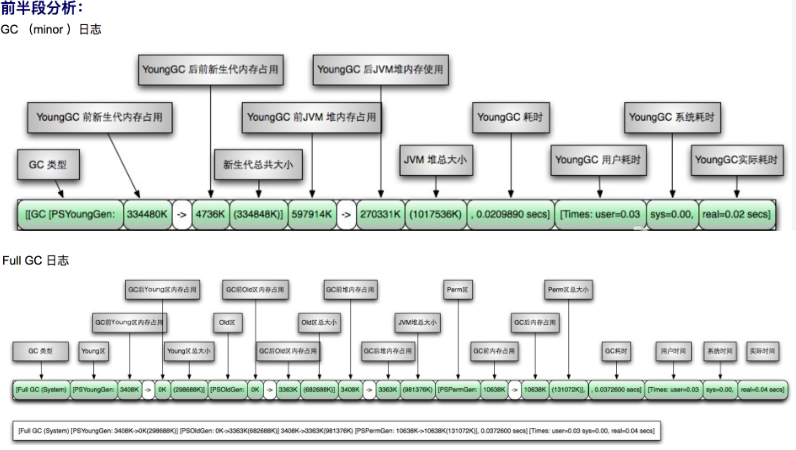 前半段分析：
GC （minor ）日志
YoungGC 后前新生代内存占用
YoungGC 后JVM堆内存使用
YoungGC 前新生代内存占用
YoungGC 前JVM 堆内存占用
YoungGC 耗时
YoungGC 系统耗时
GC 类型
新生代总共大小
JVM 堆总大小
YoungGC 用户耗时
YoungGC实际耗时
[[GC [PSYoungGen: 334480K -> 4736K (334848K)] 597914K -> 270331K (1017536K) , 0.0209890 secs] [Times: user=0.03 sys=0.00, real=0.02 secs]
Full GC 日志
GC后Young区内存占用
GC前Old区内存占用
GC前堆内存占用
Perm区
Perm区总大小
GC前Young区内存占用
Old区
Old区总大小
JVM堆总大小
GC后内存占用
GC 类型
Young区
Young区总大小
GC后Old区内存占用
GC后堆内存占用
GC前内存占用
GC耗时
用户时间
系统时间
实际时间
[Full GC (System) [PSYoungGen: 3408K -> 0K (298688K)] [PSOldGen: 0K -> 3363K (682688K)] 3408K -> 3363K (981376K) [PSPermGen: 10638K -> 10638K (131072K)], , 0.0372600 secs] [Times: user=0.03 sys=0.00, real=0.04 secs]
[Full GC (System) [PSYoungGen: 3408K->0K(298688K)] [PSOldGen: 0K->3363K(682688K)] 3408K->3363K(981376K) [PSPermGen: 10638K->10638K(131072K)], 0.0372600 secs] [Times: user=0.03 sys=0.00, real=0.04 secs]